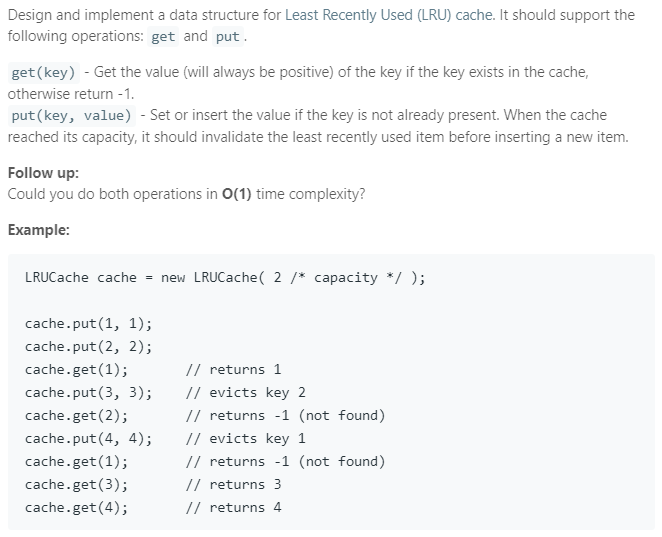 Design and implement a data structure for Least Recently Used (LRU) cache. It should support the
following operations: get and put .
get(key) - Get the value (will always be positive) of the key if the key exists in the cache,
otherwise return -1.
put(key, value) - Set or insert the value if the key is not already present. When the cache
reached its capacity, it should invalidate the least recently used item before inserting a new item.
Follow up:
Could you do both operations in O(1) time complexity?
Example:
LRUCache cache = new LRUCache( 2 /* capacity */ );
cache.put(1, 1);
cache.put(2, 2);
cache.get(1);       // returns 1
cache.put(3, 3);    // evicts key 2
cache.get(2);       // returns -1 (not found)
cache.put(4, 4);    // evicts key 1
cache.get(1);       // returns -1 (not found)
cache.get(3);       // returns 3
cache.get(4);       // returns 4